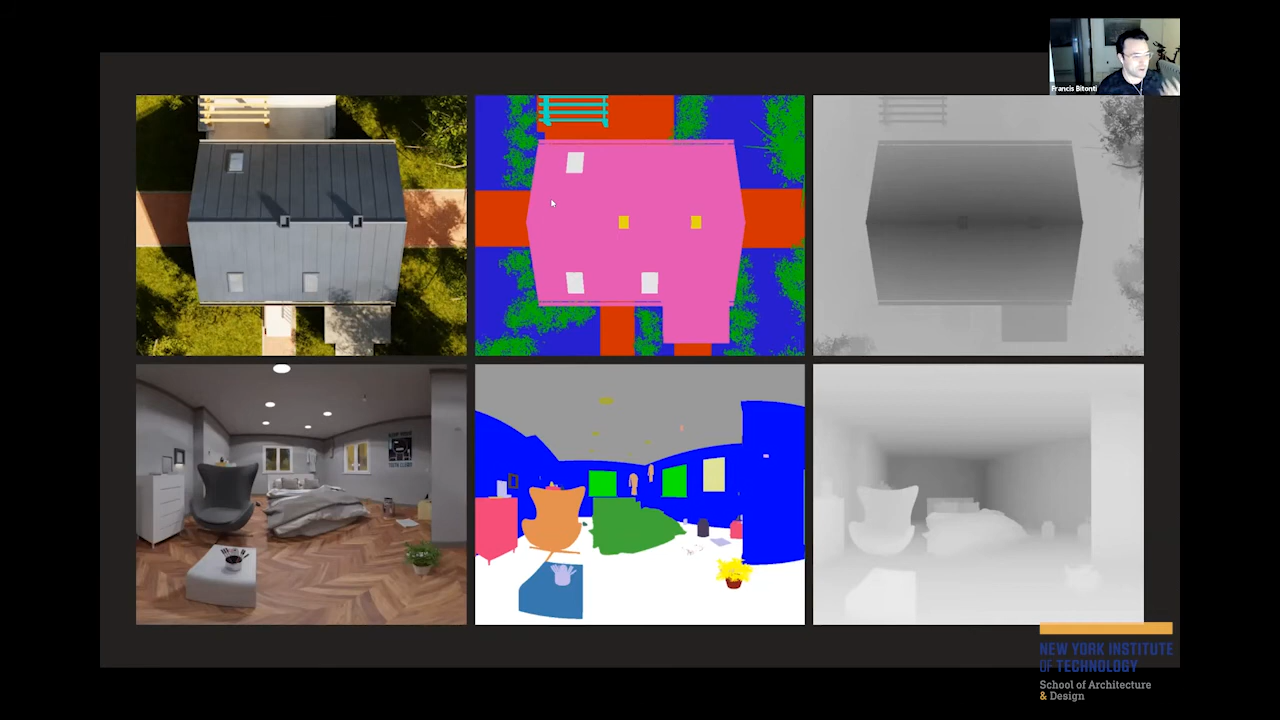 Francis Bitonti
NEW YORK INSTITUTE
OF TECHNOLOGY
School of Architecture
& Design